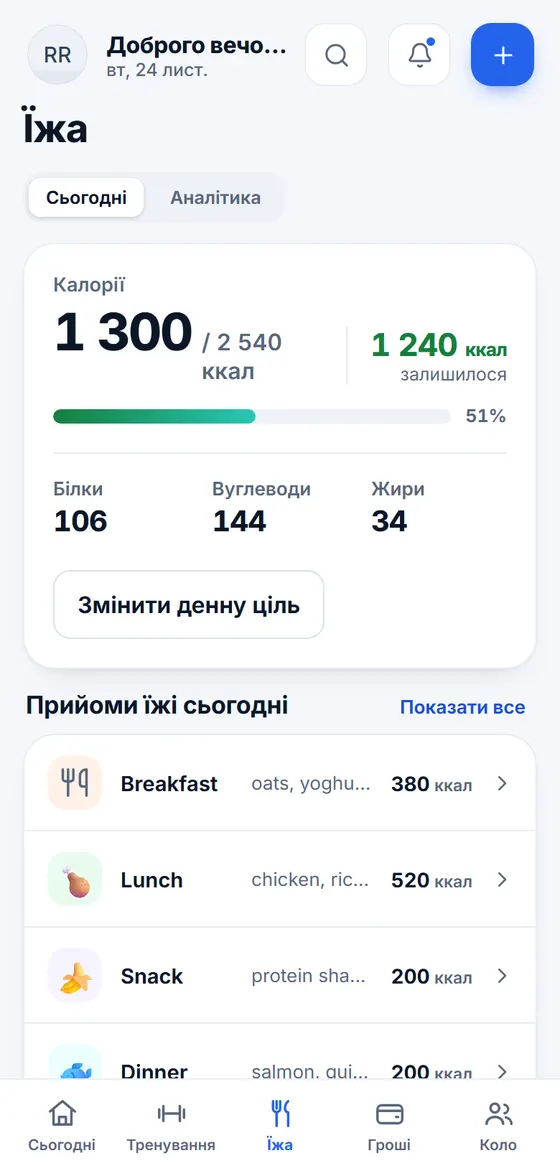 RR
Доброго вечо...
вт, 24 лист.
Їжа
Сьогодні
Аналітика
Калорії
1 300 / 2 540 ккал
1 240 ккал
залишилося
51%
Білки
Вуглеводи
Жири
106
144
34
Змінити денну ціль
Прийоми їжі сьогодні
Показати все
Breakfast oats, yoghu... 380 ккал
Lunch chicken, ric... 520 ккал
Snack protein sha... 200 ккал
Dinner salmon, qui... 200 ккал
Сьогодні
Тренування
Їжа
Гроші
Коло